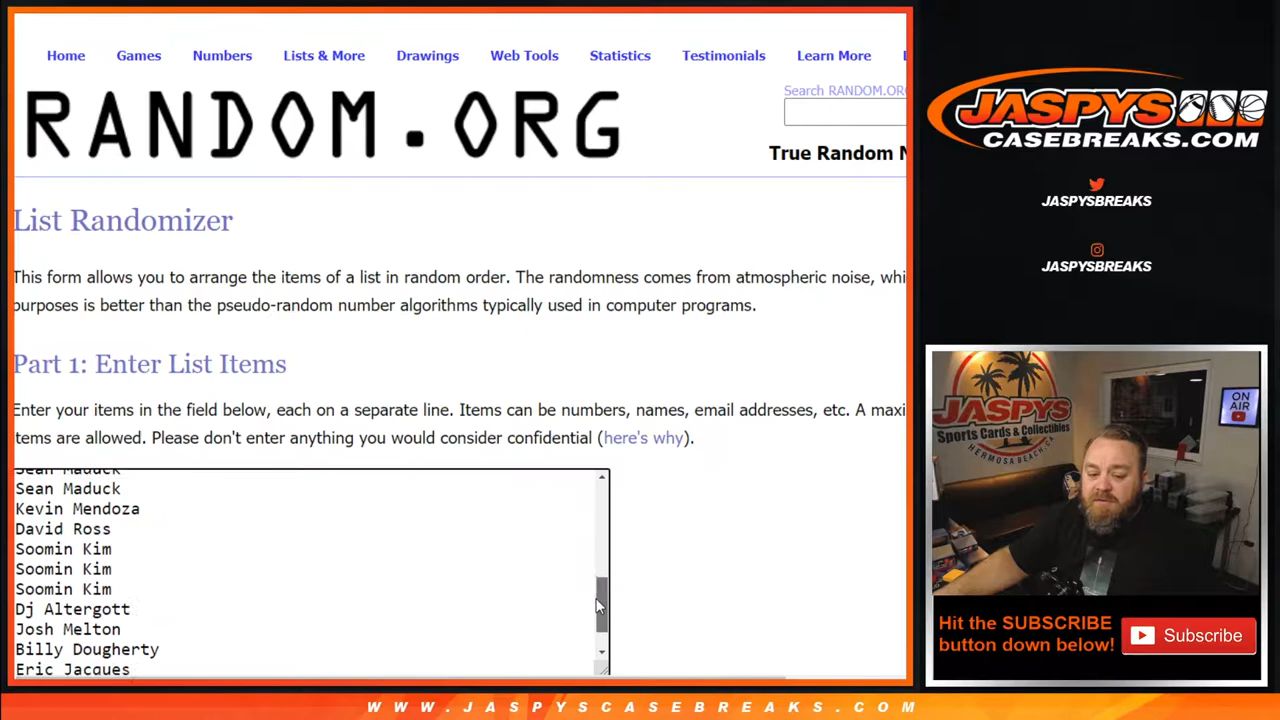 Home Games Numbers Lists & More Drawings Web Tools Statistics Testimonials Learn More
RANDOM.ORG
Search RANDOM.ORG
True Random N
List Randomizer
This form allows you to arrange the items of a list in random order. The randomness comes from atmospheric noise, whi
purposes is better than the pseudo-random number algorithms typically used in computer programs.
Part 1: Enter List Items
Enter your items in the field below, each on a separate line. Items can be numbers, names, email addresses, etc. A maxi
items are allowed. Please don't enter anything you would consider confidential (here's why).
Sean Maduck
Sean Maduck
Kevin Mendoza
David Ross
Soomin Kim
Soomin Kim
Soomin Kim
Dj Altergott
Josh Melton
Billy Dougherty
Eric Jacques
JASPYS
CASEBREAKS.COM
JASPYSBREAKS
JASPYSBREAKS
JASPYS
Sports Cards & Collectibles
HERMOSA BEACH, CA
ON
AIR
Hit the SUBSCRIBE
button down below!
Subscribe
WWW.JASPYSCASEBREAKS.COM